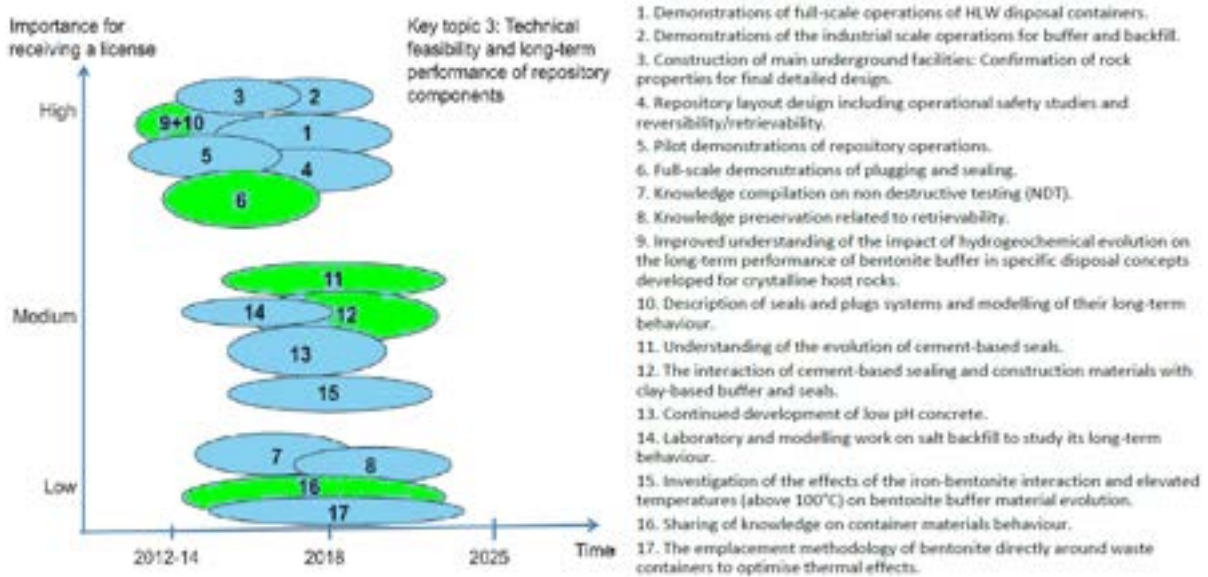 Importance for
receiving a license
Key topic 3: Technical
feasibility and long-term
performance of repository
components
High
3
2
9+10
1
5
4
6
11
Medium
14
12
13
15
7
8
Low
16
17
2012-14
2018
2025
Time
1. Demonstrations of full-scale operations of HLW disposal containers.
2. Demonstrations of the industrial scale operations for buffer and backfill.
3. Construction of main underground facilities: Confirmation of rock
properties for final detailed design.
4. Repository layout design including operational safety studies and
reversibility/retrievability.
5. Pilot demonstrations of repository operations.
6. Full-scale demonstrations of plugging and sealing.
7. Knowledge compilation on non destructive testing (NDT).
8. Knowledge preservation related to retrievability.
9. Improved understanding of the impact of hydrogeochemical evolution on
the long-term performance of bentonite buffer in specific disposal concepts
developed for crystalline host rocks.
10. Description of seals and plugs systems and modelling of their long-term
behaviour.
11. Understanding of the evolution of cement-based seals.
12. The interaction of cement-based sealing and construction materials with
clay-based buffer and seals.
13. Continued development of low pH concrete.
14. Laboratory and modelling work on salt backfill to study its long-term
behaviour.
15. Investigation of the effects of the iron-bentonite interaction and elevated
temperatures (above 100°C) on bentonite buffer material evolution.
16. Sharing of knowledge on container materials behaviour.
17. The emplacement methodology of bentonite directly around waste
containers to optimise thermal effects.